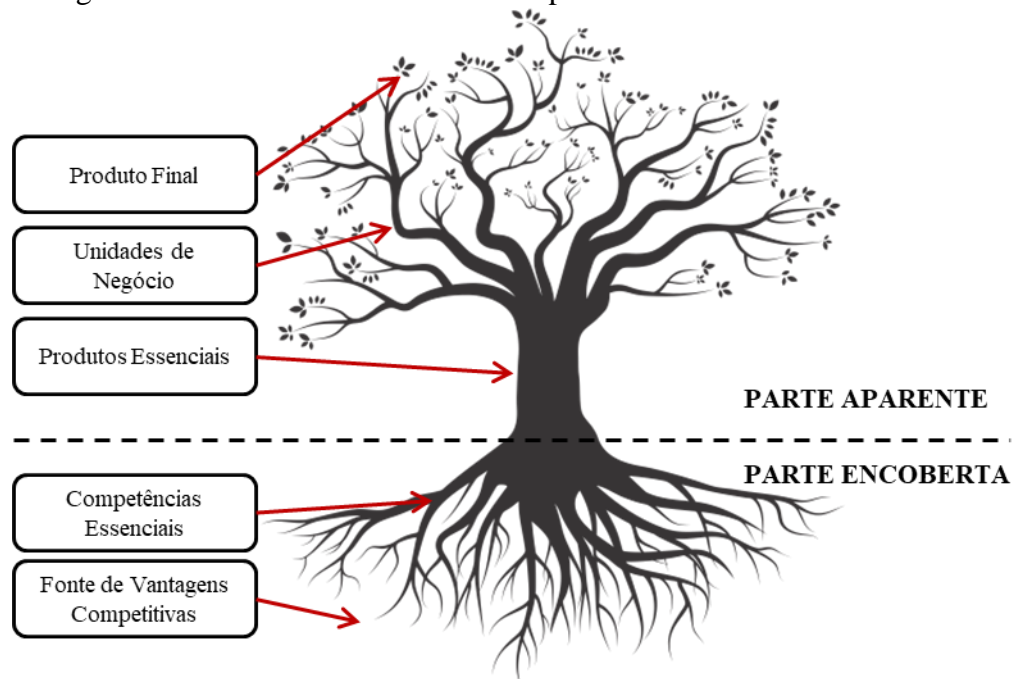 Produto Final
Unidades de
Negócio
Produtos Essenciais
PARTE APARENTE
PARTE ENCOBERTA
Competências
Essenciais
Fonte de Vantagens
Competitivas